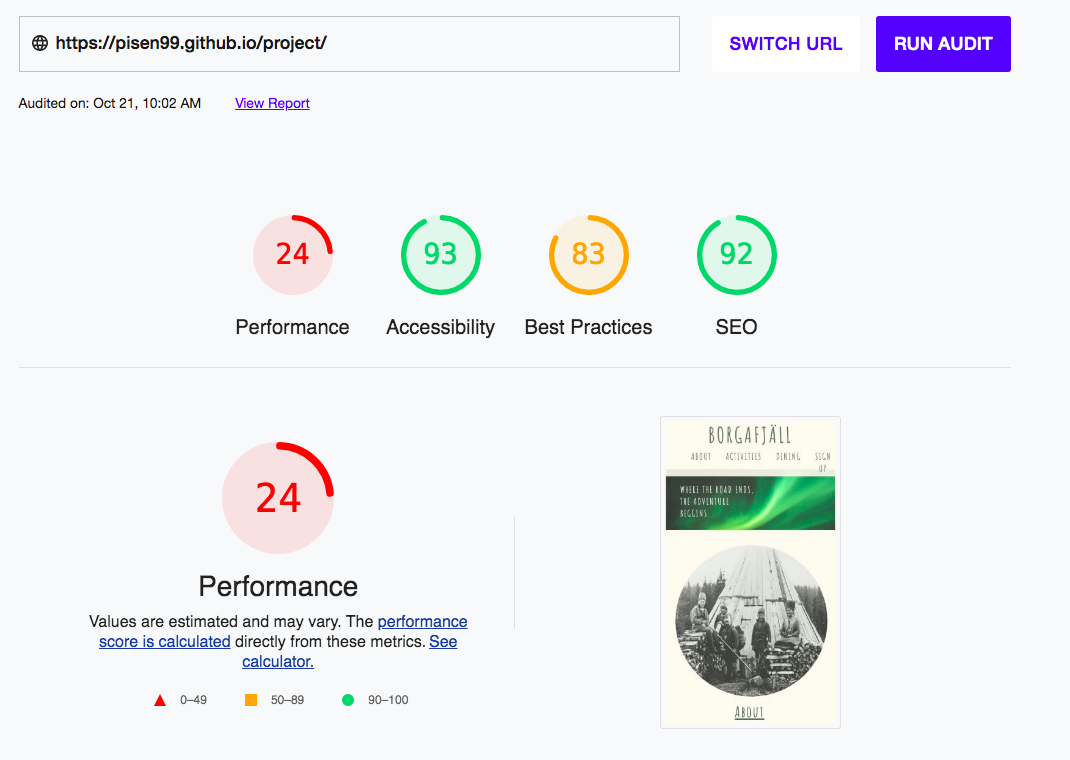 https://pisen99.github.io/project/
SWITCH URL
RUN AUDIT
Audited on: Oct 21, 10:02 AM
View Report
24
93
83
92
Performance
Accessibility
Best Practices
SEO
24
Performance
Values are estimated and may vary. The performance
score is calculated directly from these metrics. See
calculator.
0–49
50–89
90–100
BORGAFJÄLL
ABOUT ACTIVITIES DINING SIGN
UP
WHERE THE ROAD ENDS,
THE ADVENTURE
BEGGINS
ABOUT